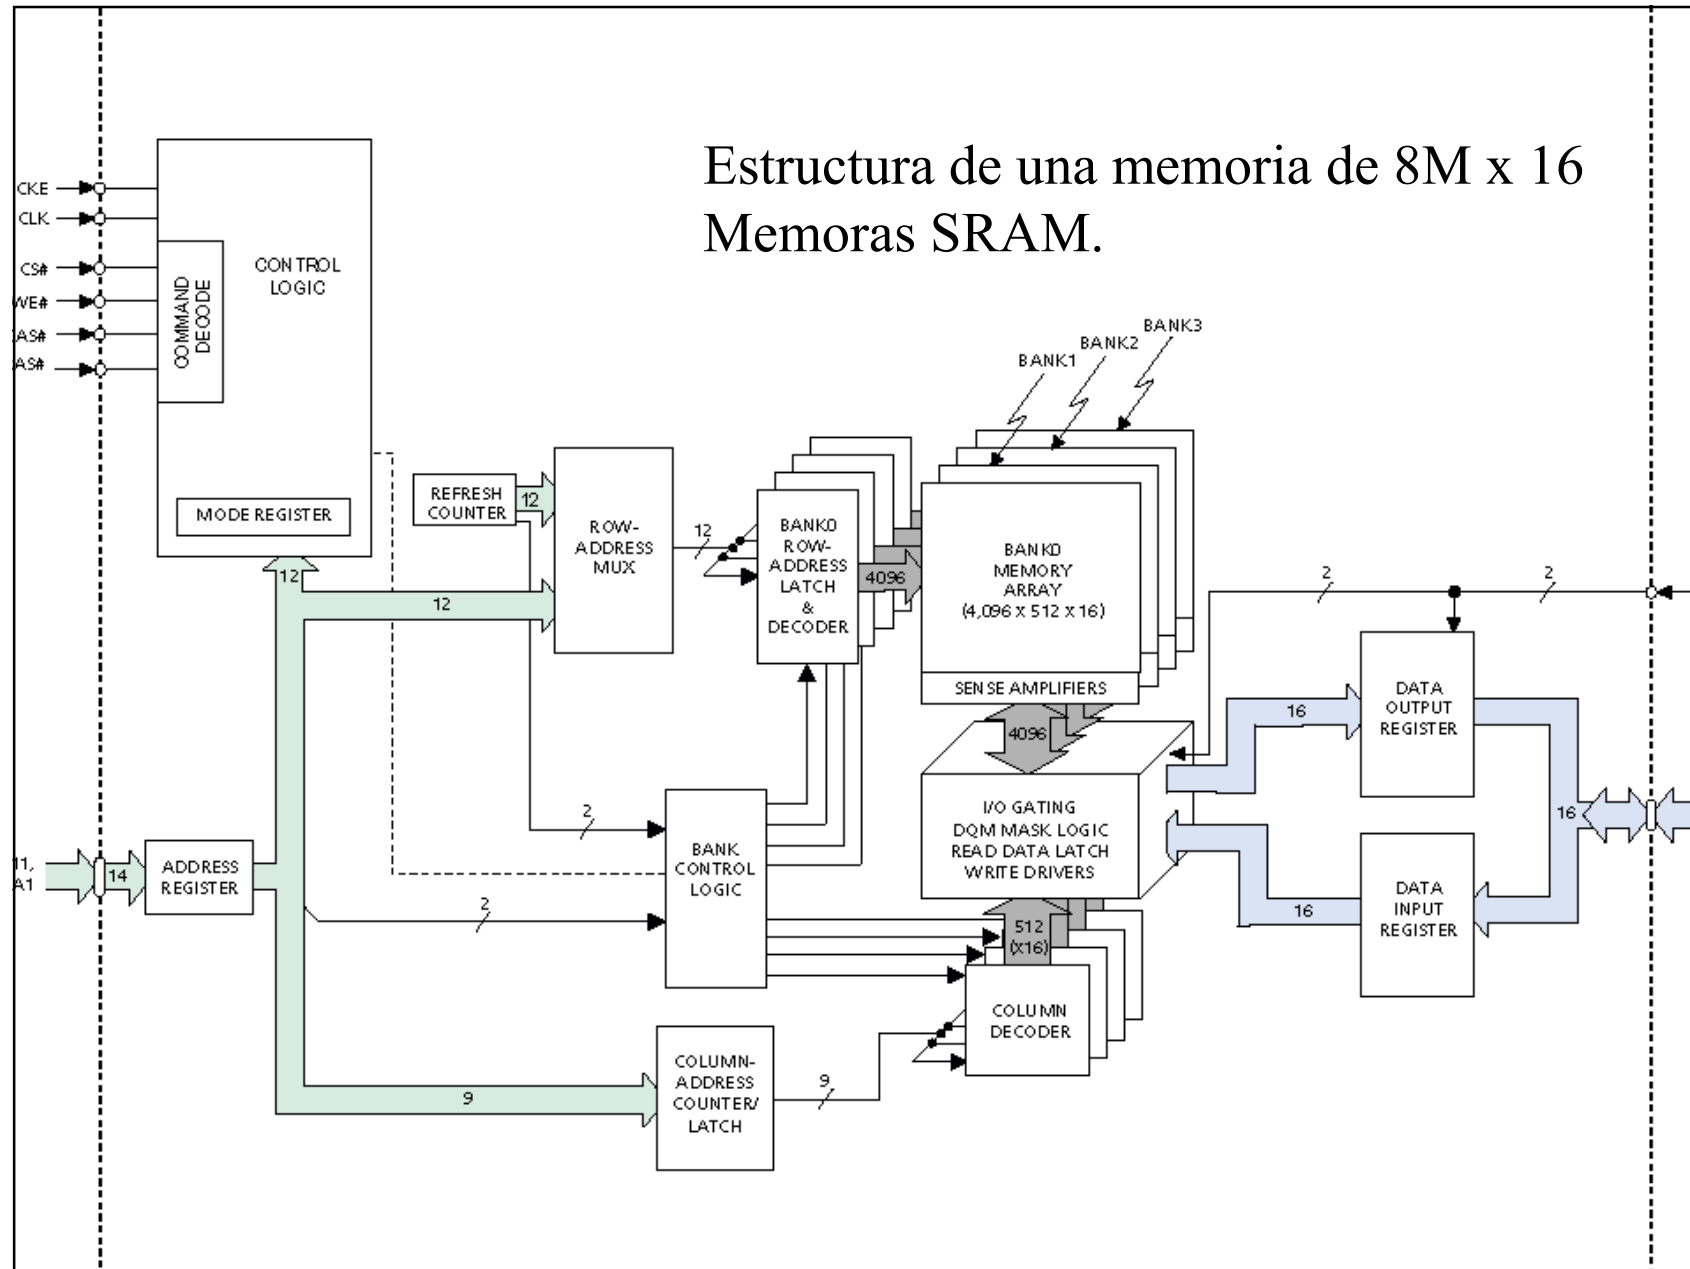 Estructura de una memoria de 8M x 16
Memoras SRAM.
CKE
CLK
CS#
WE#
AS#
AS#
COMMAND
DECODE
CONTROL
LOGIC
MODE REGISTER
12
12
REFRESH
COUNTER
12
ROW-
ADDRESS
MUX
12
BANK0
ROW-
ADDRESS
LATCH
&
DECODER
4096
BANK1
BANK2
BANK3
BANK0
MEMORY
ARRAY
(4,096 X 512 X 16)
SENSE AMPLIFIERS
4096
I/O GATING
DQM MASK LOGIC
READ DATA LATCH
WRITE DRIVERS
2
2
DATA
OUTPUT
REGISTER
16
16
16
DATA
INPUT
REGISTER
11,
A1
14
ADDRESS
REGISTER
2
2
BANK
CONTROL
LOGIC
512
(X16)
COLUMN
DECODER
9
COLUMN-
ADDRESS
COUNTER/
LATCH
9